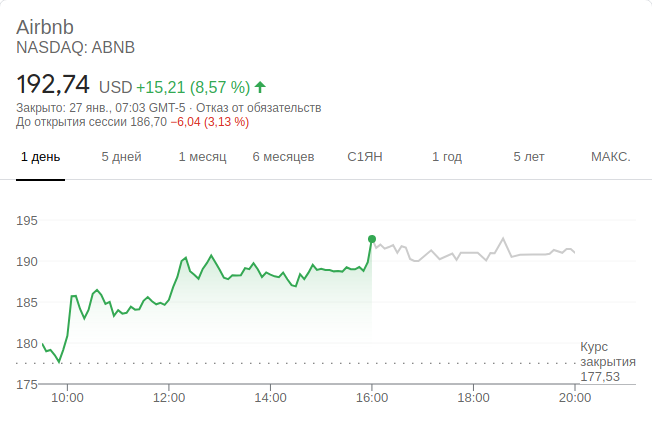 Airbnb
NASDAQ: ABNB
192,74 USD +15,21 (8,57 %)
Закрыто: 27 янв., 07:03 GMT-5 · Отказ от обязательств
До открытия сессии 186,70 −6,04 (3,13 %)
1 день 5 дней 1 месяц 6 месяцев С1ЯН 1 год 5 лет МАКС.
195
190
185
180
Курс
закрытия
177,53
175
10:00 12:00 14:00 16:00 18:00 20:00